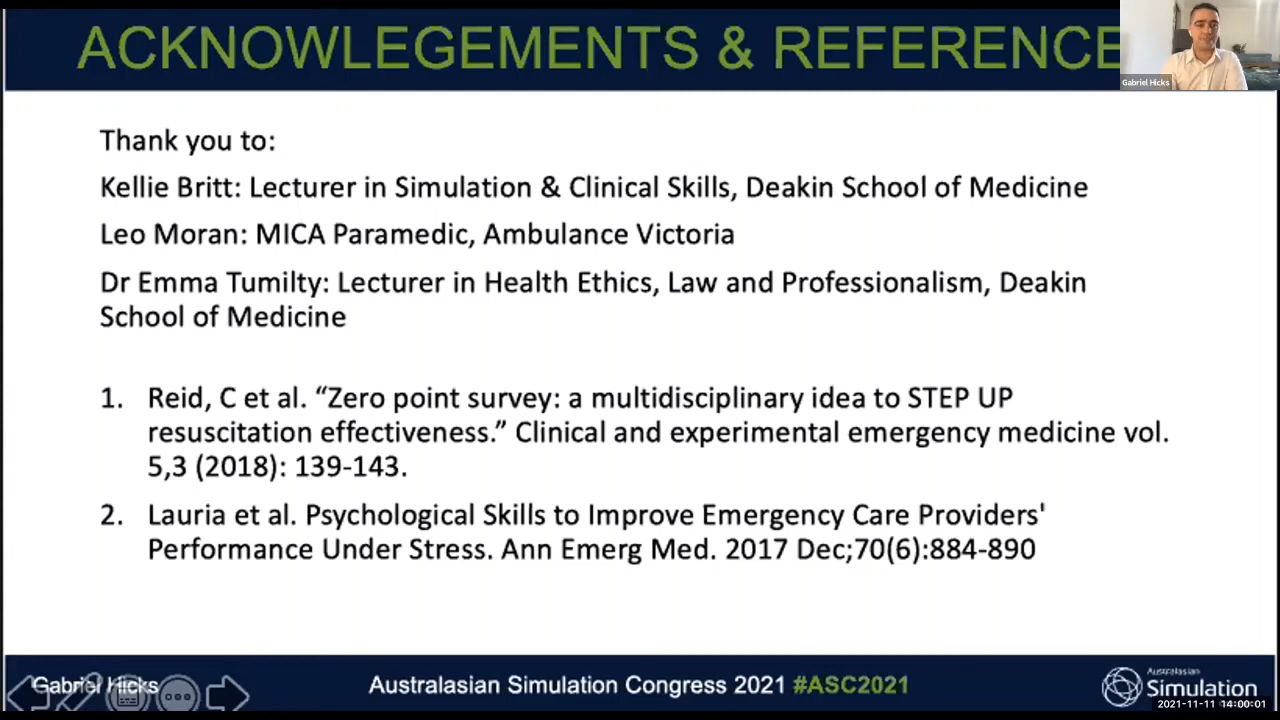 ACKNOWLEGEMENTS & REFERENCE
Gabriel Hicks
Thank you to:
Kellie Britt: Lecturer in Simulation & Clinical Skills, Deakin School of Medicine
Leo Moran: MICA Paramedic, Ambulance Victoria
Dr Emma Tumilty: Lecturer in Health Ethics, Law and Professionalism, Deakin
School of Medicine
1. Reid, C et al. “Zero point survey: a multidisciplinary idea to STEP UP
resuscitation effectiveness.” Clinical and experimental emergency medicine vol.
5,3 (2018): 139-143.
2. Lauria et al. Psychological Skills to Improve Emergency Care Providers'
Performance Under Stress. Ann Emerg Med. 2017 Dec;70(6):884-890
Gabriel Hicks
Australasian Simulation Congress 2021 #ASC2021
Australasian
Simulation
2021-11-11 14:00:01